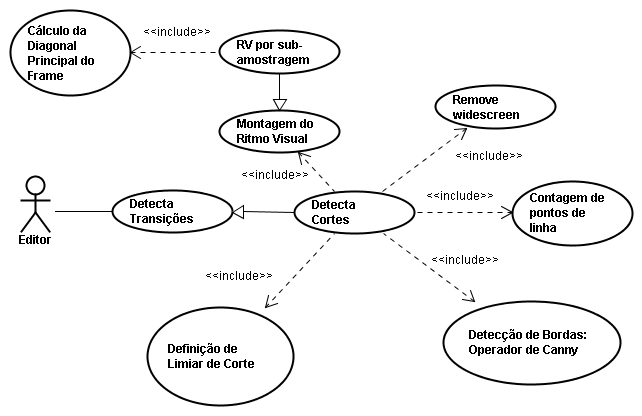 Cálculo da
Diagonal
Principal do
Frame
<<include>>
RV por sub-
amostragem
Montagem do
Ritmo Visual
Remove
widescreen
<<include>>
<<include>>
Editor
Detecta
Transições
Detecta
Cortes
<<include>>
Contagem de
pontos de
linha
<<include>>
<<include>>
Definição de
Limiar de Corte
Detecção de Bordas:
Operador de Canny